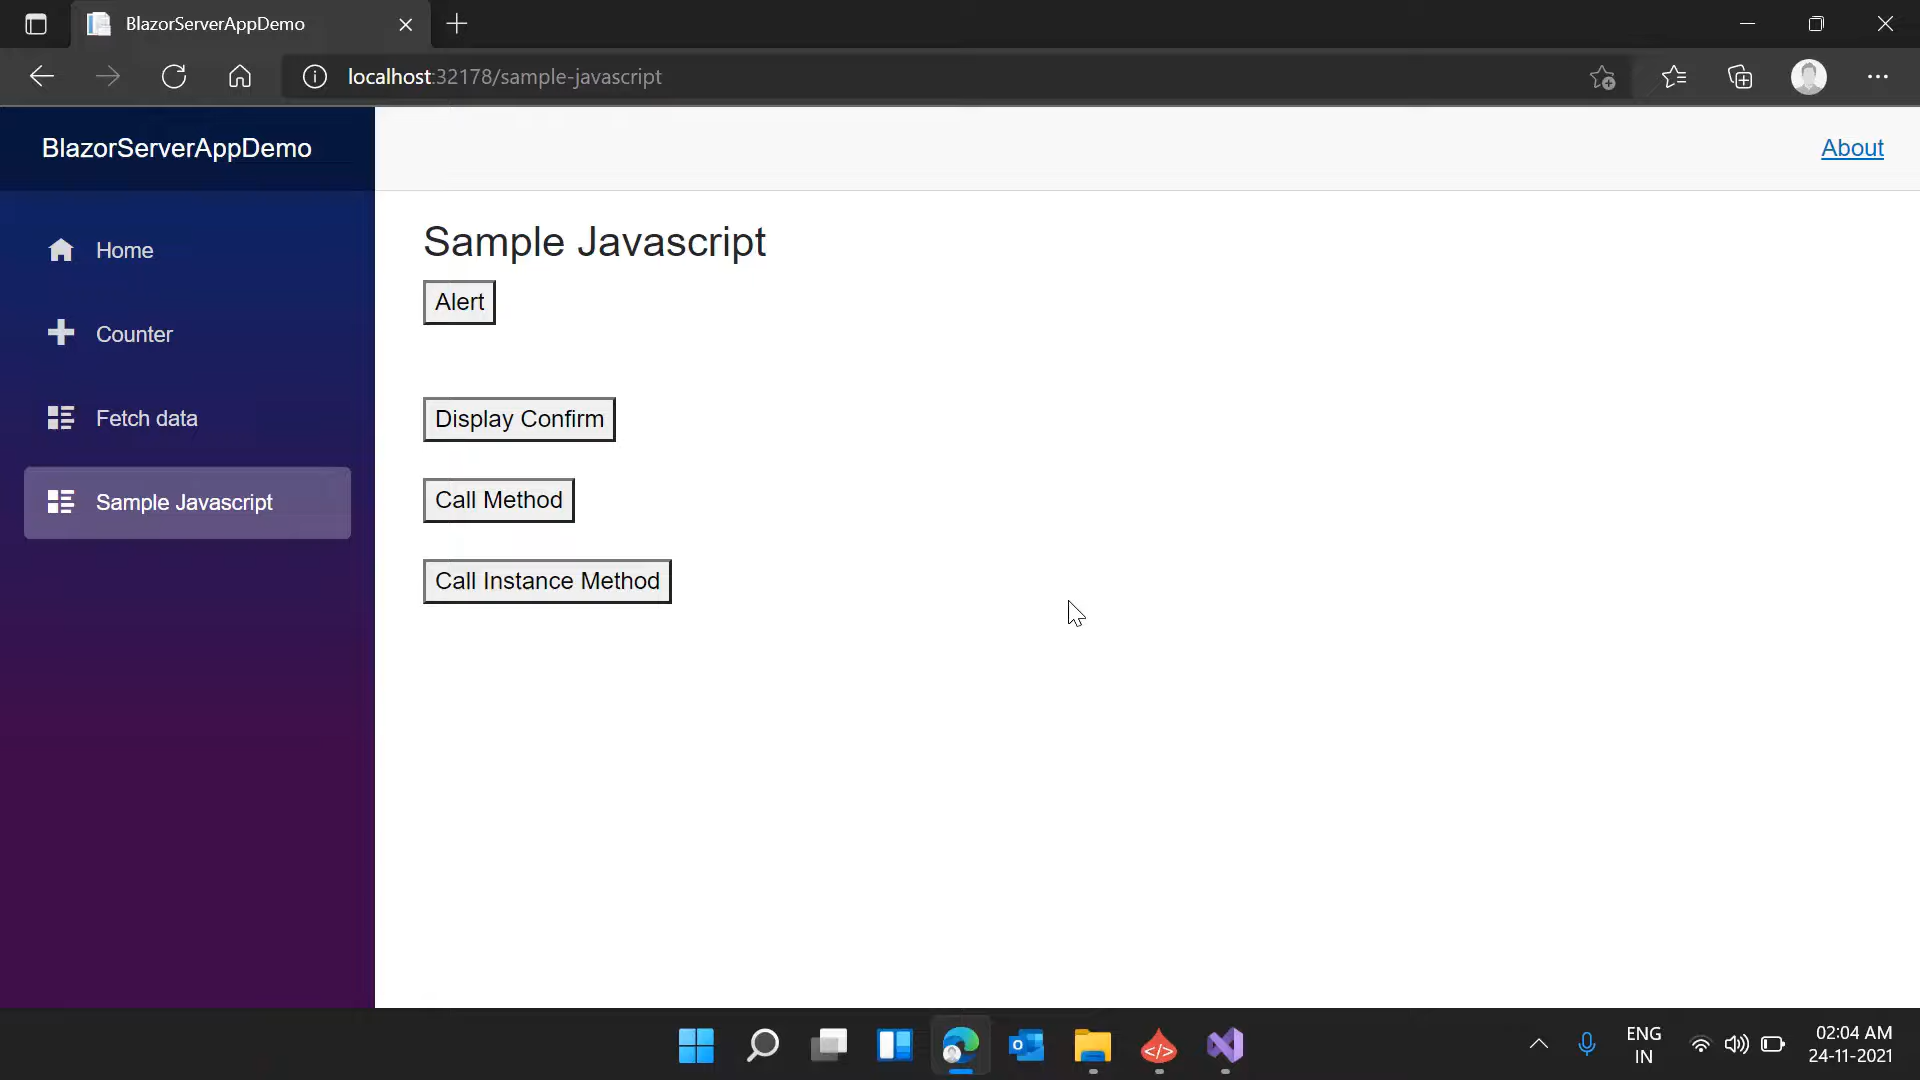 BlazorServerAppDemo
localhost:32178/sample-javascript
BlazorServerAppDemo
About
Home
Counter
Fetch data
Sample Javascript
Sample Javascript
Alert
Display Confirm
Call Method
Call Instance Method
ENG
IN
02:04 AM
24-11-2021